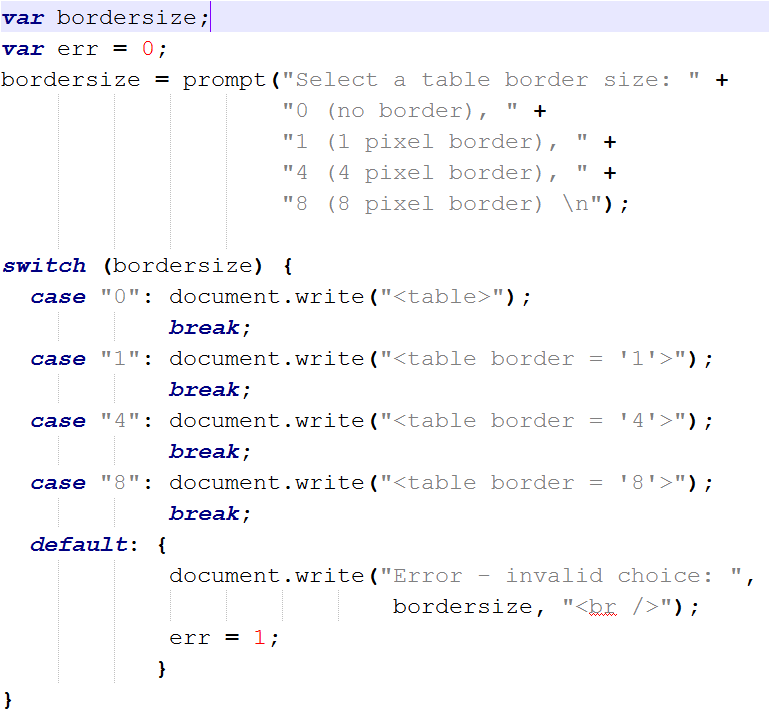 var bordersize;
var err = 0;
bordersize = prompt("Select a table border size: " +
                    "0 (no border), " +
                    "1 (1 pixel border), " +
                    "4 (4 pixel border), " +
                    "8 (8 pixel border) \n");

switch (bordersize) {
  case "0": document.write("<table>");
            break;
  case "1": document.write("<table border = '1'>");
            break;
  case "4": document.write("<table border = '4'>");
            break;
  case "8": document.write("<table border = '8'>");
            break;
  default: {
            document.write("Error - invalid choice: ",
                            bordersize, "<br />");
            err = 1;
           }
}